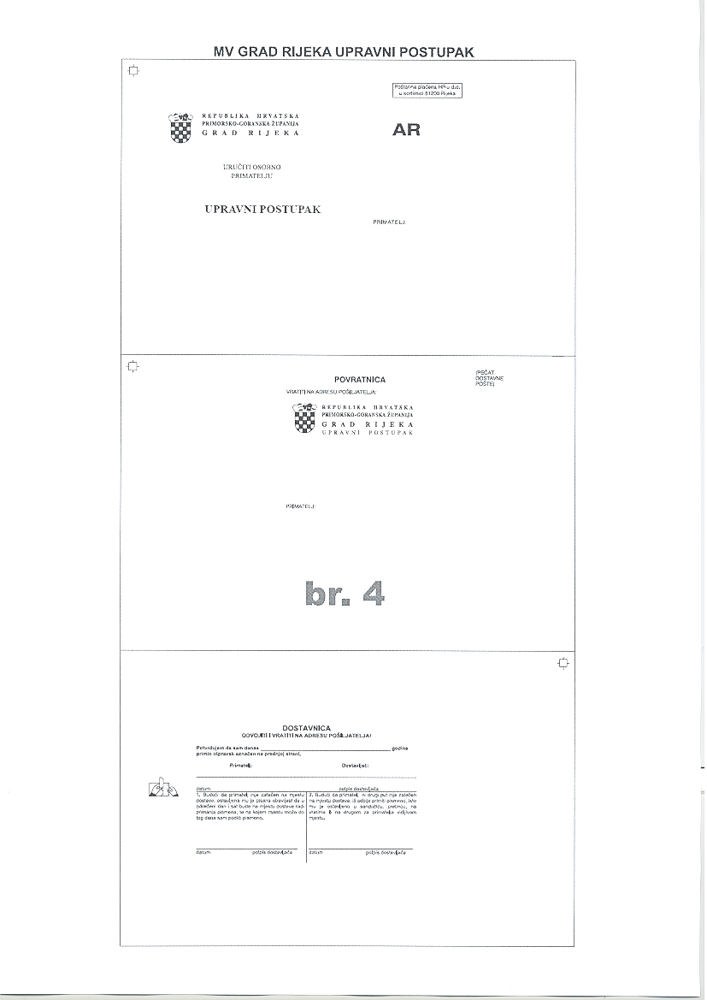 MV GRAD RIJEKA UPRAVNI POSTUPAK
Poštarina plaćena HP-u d.d.
u sortirnici 51200 Rijeka
REPUBLIKA HRVATSKA
PRIMORSKO-GORANSKA ŽUPANIJA
GRAD RIJEKA
AR
URUČITI OSOBNO
PRIMATELJU
UPRAVNI POSTUPAK
PRIMATELJ:
POVRATNICA
(PEČAT
DOSTAVNE
POŠTE)
VRATITI NA ADRESU POŠILJATELJA:
REPUBLIKA HRVATSKA
PRIMORSKO-GORANSKA ŽUPANIJA
GRAD RIJEKA
UPRAVNI POSTUPAK
PRIMATELJ:
br. 4
DOSTAVNICA
ODVOJITI I VRATITI NA ADRESU POŠILJATELJA!
Potvrđujem da sam danas godine
primio otpravak označen na prednjoj strani.
Primatelj: Dostavljač:
datum potpis dostavljača
1. Budući da primatelj nije zatečen na mjestu
dostave, ostavljena mu je pisana obavijest da u
određeni dan i sat bude na mjestu dostave radi
primanja pismena, te na kojem mjestu može do
tog dana sam podići pismeno.
datum potpis dostavljača
2. Budući da primatelj, ni drugi put nije zatečen
na mjestu dostave, ili odbije primiti pismeno, isto
mu je ostavljeno u sandučiću, pretincu, na
vratima ili na drugom za primatelja vidljivom
mjestu.
datum potpis dostavljača